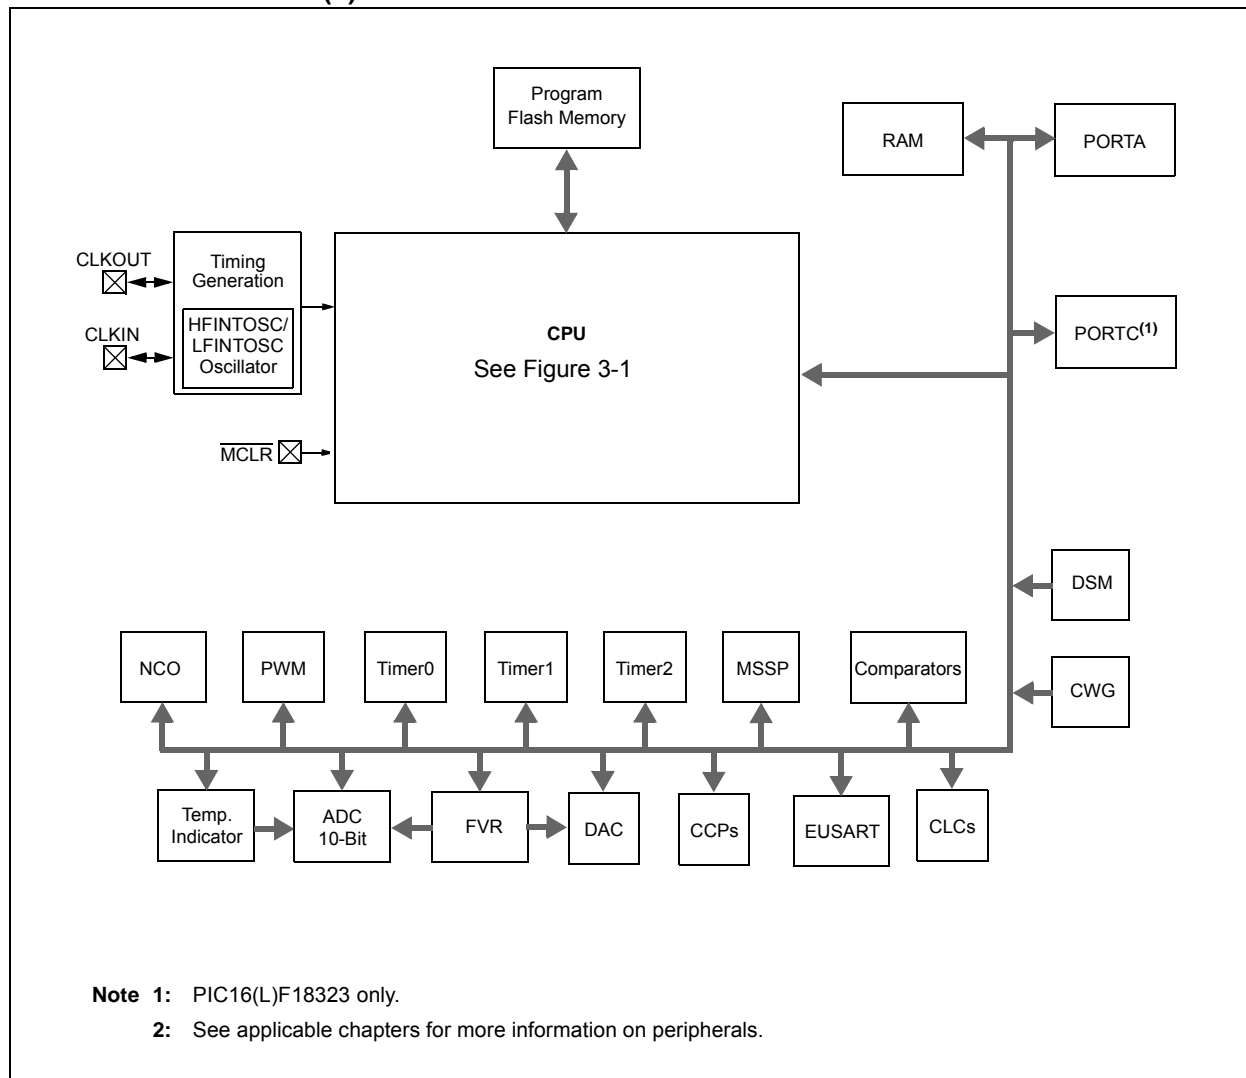 Program
Flash Memory
RAM
PORTA
CLKOUT
Timing
Generation
CLKIN
HFINTOSC/
LFINTOSC
Oscillator
CPU
See Figure 3-1
PORTC(1)
MCLR
DSM
NCO
PWM
Timer0
Timer1
Timer2
MSSP
Comparators
CWG
Temp.
Indicator
ADC
10-Bit
FVR
DAC
CCPs
EUSART
CLCs
Note 1: PIC16(L)F18323 only.
2: See applicable chapters for more information on peripherals.